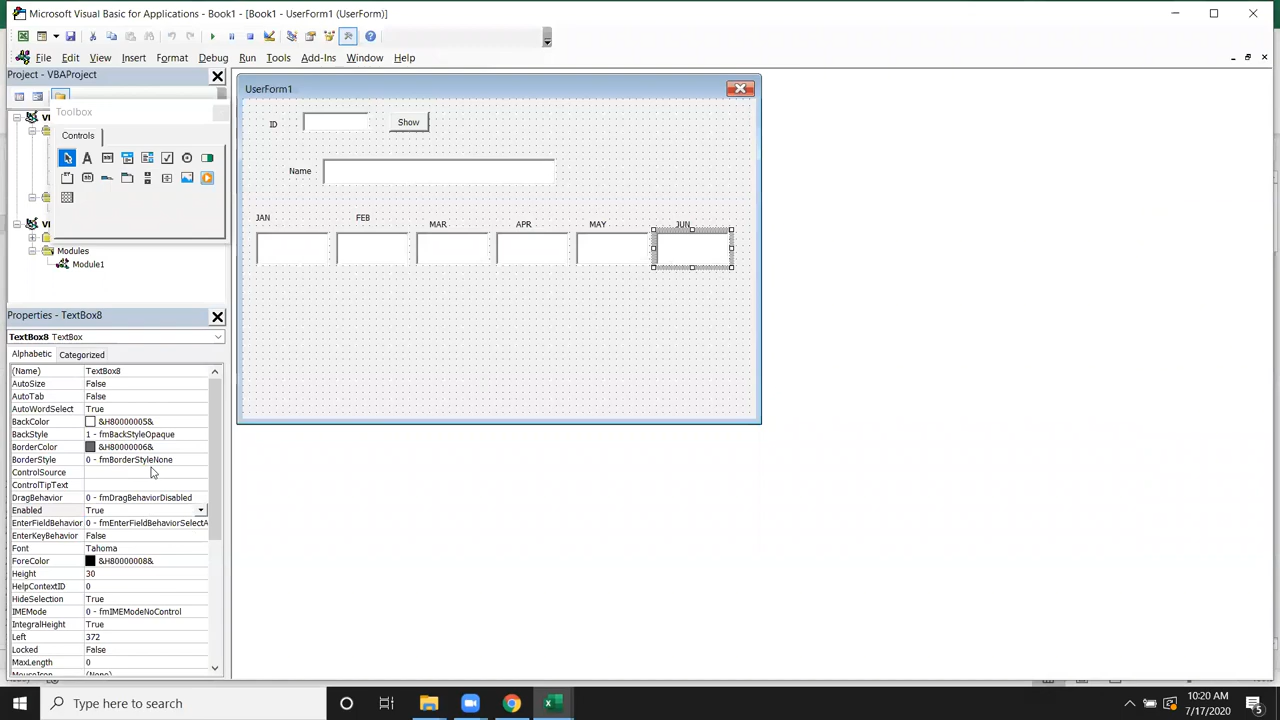 Microsoft Visual Basic for Applications - Book1 - [Book1 - UserForm1 (UserForm)]
File Edit View Insert Format Debug Run Tools Add-Ins Window Help
Project - VBAProject
Toolbox
Controls
Modules
Module1
UserForm1
ID Show
Name
JAN FEB MAR APR MAY JUN
Properties - TextBox8
TextBox8 TextBox
Alphabetic Categorized
(Name) TextBox8
AutoSize False
AutoTab False
AutoWordSelect True
BackColor &H80000005&
BackStyle 1 - fmBackStyleOpaque
BorderColor &H80000006&
BorderStyle 0 - fmBorderStyleNone
ControlSource
ControlTipText
DragBehavior 0 - fmDragBehaviorDisabled
Enabled True
EnterFieldBehavior 0 - fmEnterFieldBehaviorSelectA
EnterKeyBehavior False
Font Tahoma
ForeColor &H80000008&
Height 30
HelpContextID 0
HideSelection True
IMEMode 0 - fmIMEModeNoControl
IntegralHeight True
Left 372
Locked False
MaxLength 0
MouseIcon (None)
Type here to search
10:20 AM
7/17/2020
5